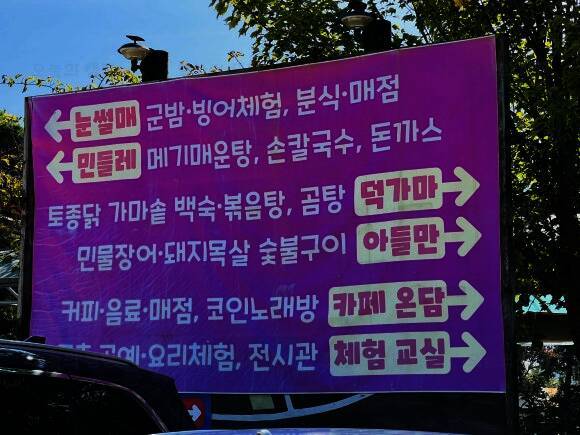 ← 눈썰매 군밤·빙어체험, 분식·매점
← 민들레 메기매운탕, 손칼국수, 돈까스
토종닭 가마솥 백숙·볶음탕, 곰탕 덕가마 →
민물장어·돼지목살 숯불구이 아들만 →
커피·음료·매점, 코인노래방 카페 온담 →
공예·요리체험, 전시관 체험 교실 →